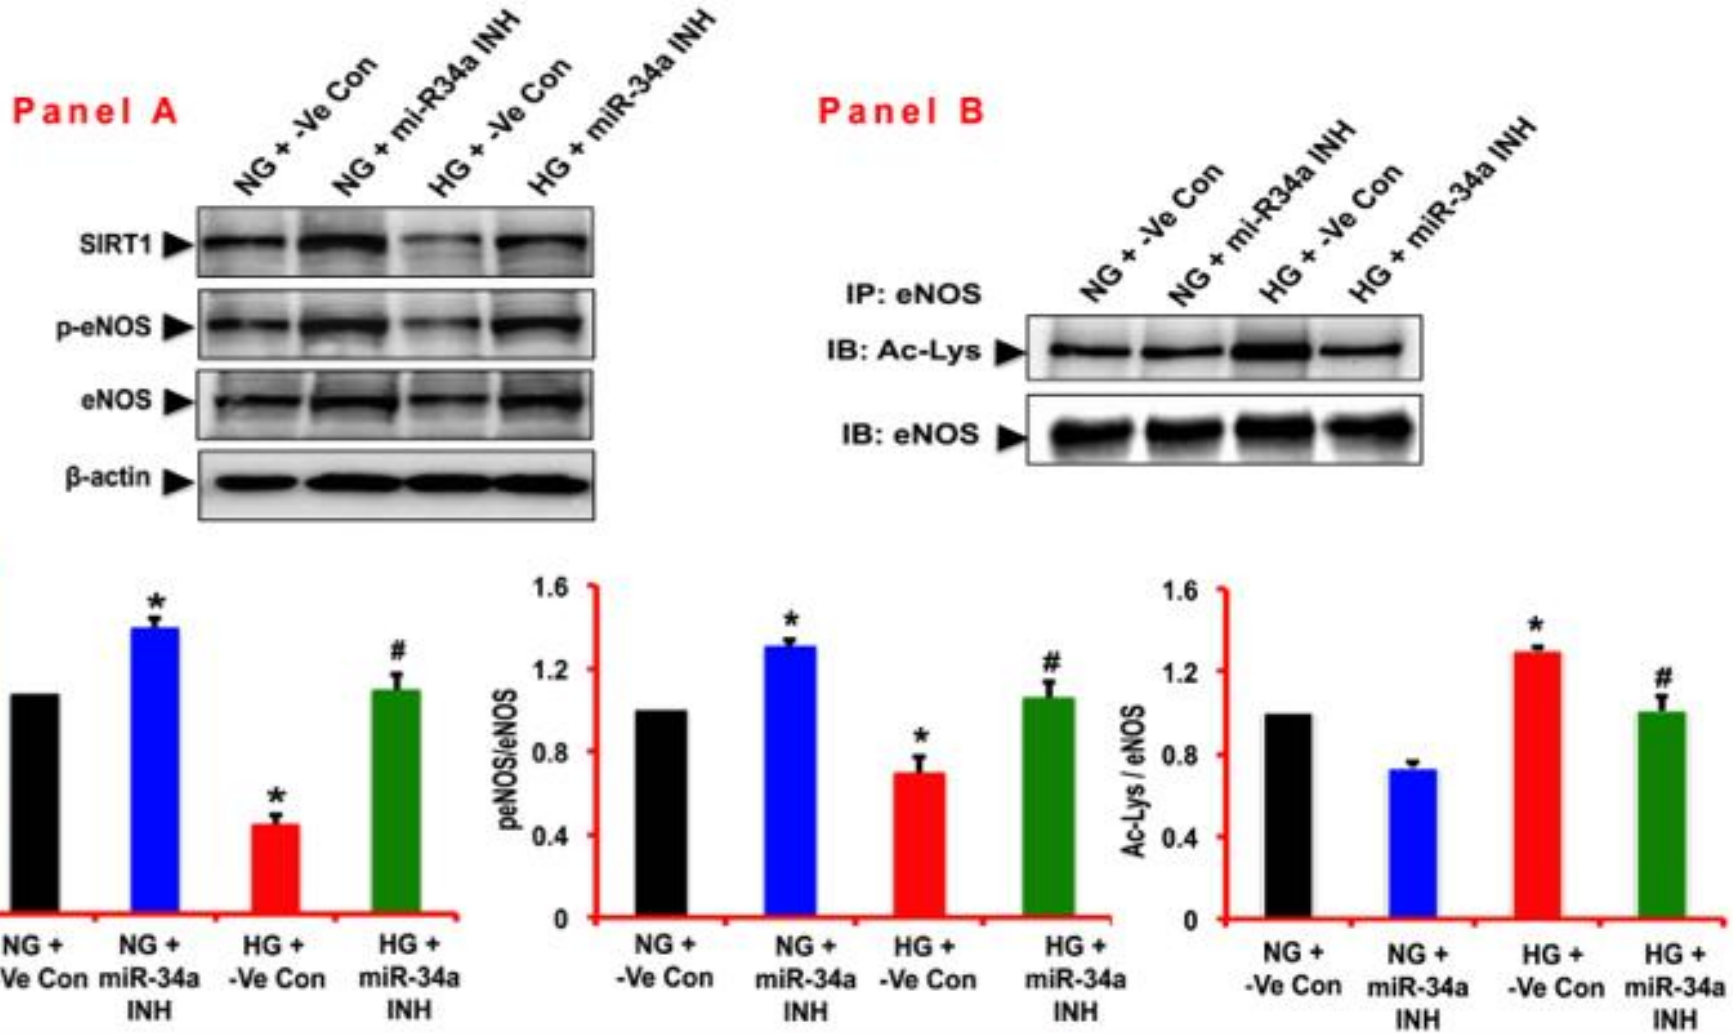 Panel A
NG + -Ve Con
NG + mi-R34a INH
HG + -Ve Con
HG + miR-34a INH
SIRT1
p-eNOS
eNOS
β-actin
Panel B
NG + -Ve Con
NG + mi-R34a INH
HG + -Ve Con
HG + miR-34a INH
IP: eNOS
IB: Ac-Lys
IB: eNOS
*
*
#
NG +
Ve Con
NG +
miR-34a
INH
HG +
-Ve Con
HG +
miR-34a
INH
peNOS/eNOS
1.6
1.2
0.8
0.4
0
*
*
#
NG +
-Ve Con
NG +
miR-34a
INH
HG +
-Ve Con
HG +
miR-34a
INH
Ac-Lys / eNOS
1.6
1.2
0.8
0.4
0
*
#
NG +
-Ve Con
NG +
miR-34a
INH
HG +
-Ve Con
HG +
miR-34a
INH